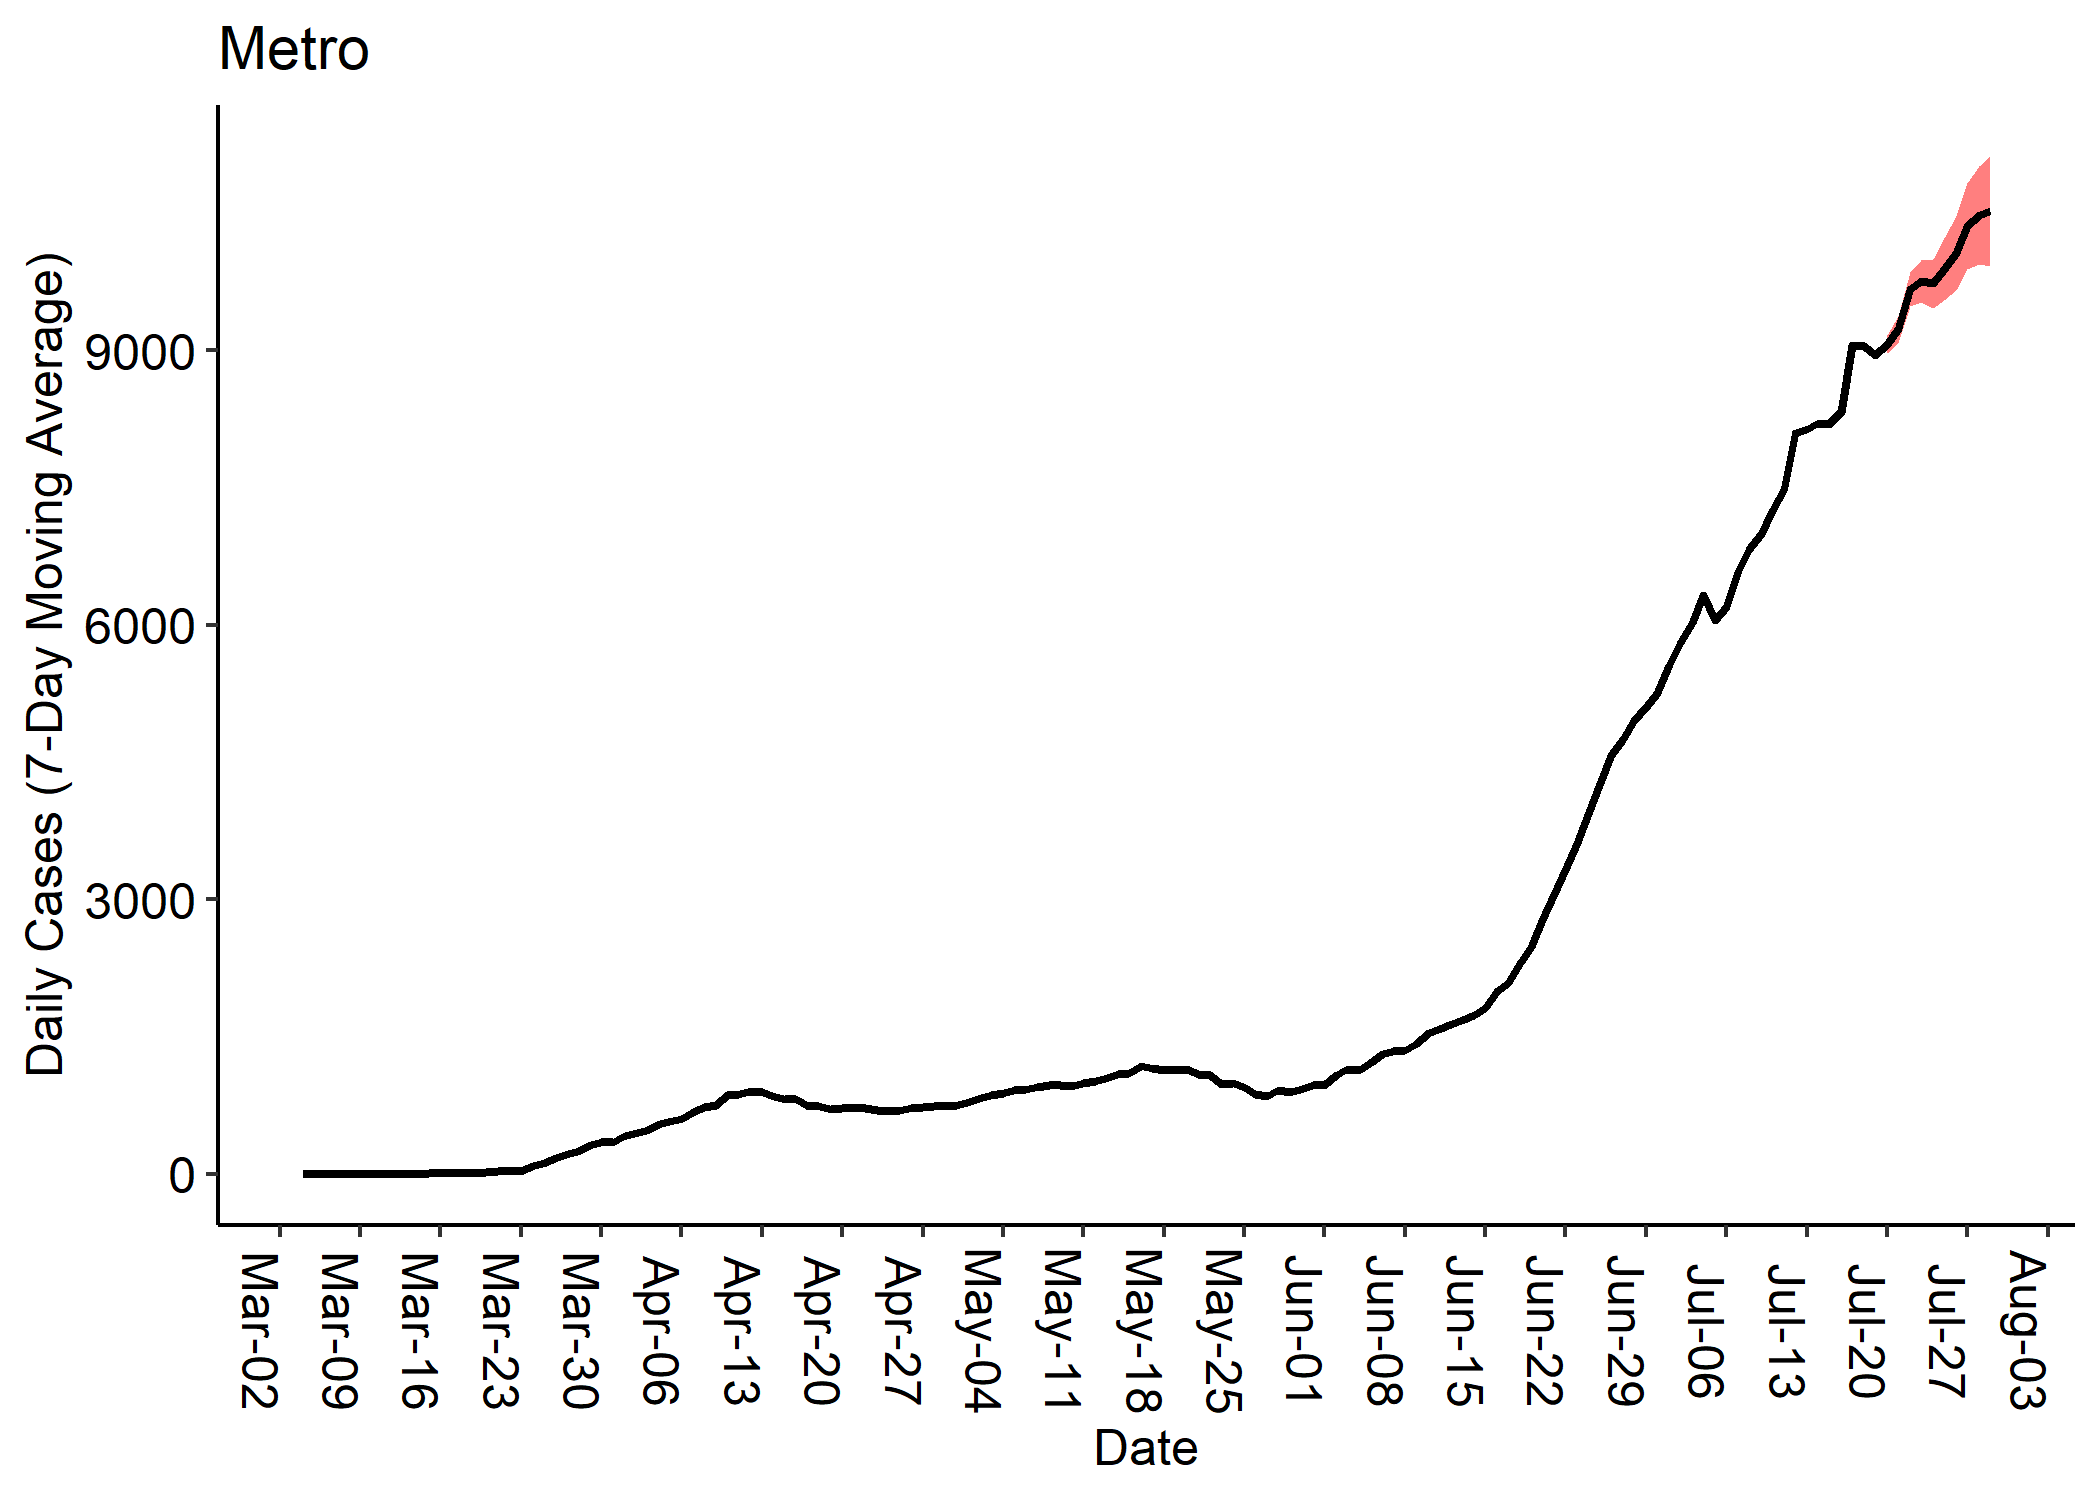 Metro
Daily Cases (7-Day Moving Average)
9000
6000
3000
0
Mar-02
Mar-09
Mar-16
Mar-23
Mar-30
Apr-06
Apr-13
Apr-20
Apr-27
May-04
May-11
May-18
May-25
Jun-01
Jun-08
Jun-15
Jun-22
Jun-29
Jul-06
Jul-13
Jul-20
Jul-27
Aug-03
Date